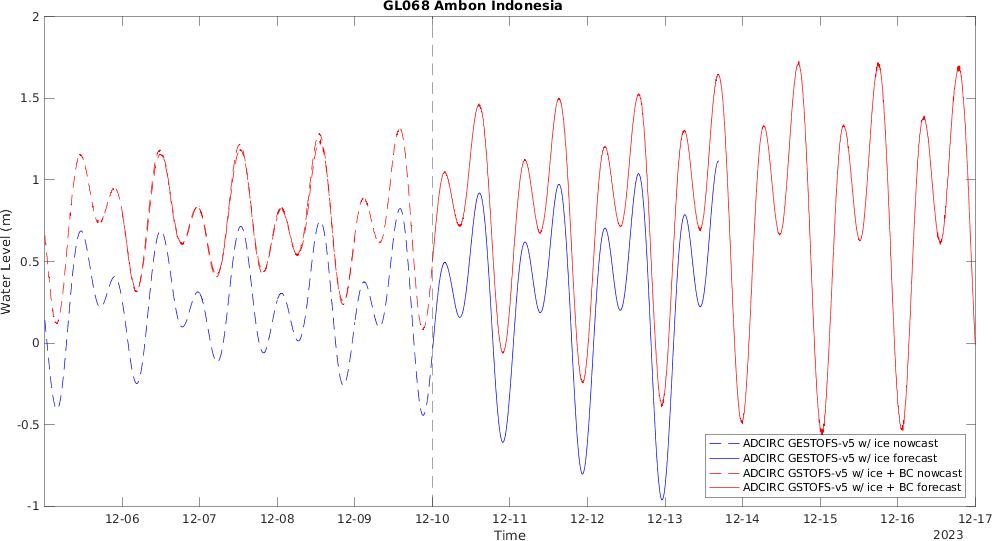 GL068 Ambon Indonesia
2
1.5
1
0.5
0
-0.5
-1
Water Level (m)
12-06 12-07 12-08 12-09 12-10 12-11 12-12 12-13 12-14 12-15 12-16 12-17
Time
2023
ADCIRC GESTOFS-v5 w/ ice nowcast
ADCIRC GESTOFS-v5 w/ ice forecast
ADCIRC GSTOFS-v5 w/ ice + BC nowcast
ADCIRC GSTOFS-v5 w/ ice + BC forecast